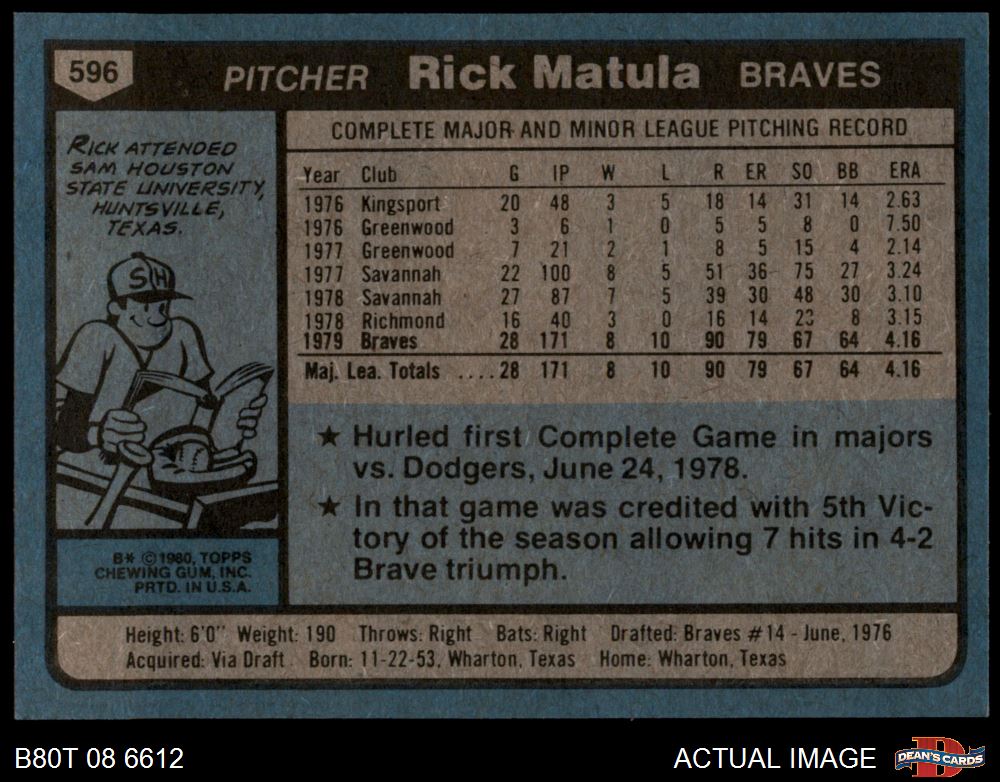 596 PITCHER Rick Matula BRAVES
RICK ATTENDED
SAM HOUSTON
STATE UNIVERSITY,
HUNTSVILLE,
TEXAS.
SH
B* © 1980, TOPPS
CHEWING GUM, INC.
PRTD. IN U.S.A.
COMPLETE MAJOR AND MINOR LEAGUE PITCHING RECORD
Year Club G IP W L R ER SO BB ERA
1976 Kingsport 20 48 3 5 18 14 31 14 2.63
1976 Greenwood 3 6 1 0 5 5 8 0 7.50
1977 Greenwood 7 21 2 1 8 5 15 4 2.14
1977 Savannah 22 100 8 5 51 36 75 27 3.24
1978 Savannah 27 87 7 5 39 30 48 30 3.10
1978 Richmond 16 40 3 0 16 14 23 8 3.15
1979 Braves 28 171 8 10 90 79 67 64 4.16
Maj. Lea. Totals ....28 171 8 10 90 79 67 64 4.16
★ Hurled first Complete Game in majors
vs. Dodgers, June 24, 1978.
★ In that game was credited with 5th Vic-
tory of the season allowing 7 hits in 4-2
Brave triumph.
Height: 6'0" Weight: 190 Throws: Right Bats: Right Drafted: Braves #14 - June, 1976
Acquired: Via Draft Born: 11-22-53, Wharton, Texas Home: Wharton, Texas
B80T 08 6612 ACTUAL IMAGE D DEAN'S CARDS